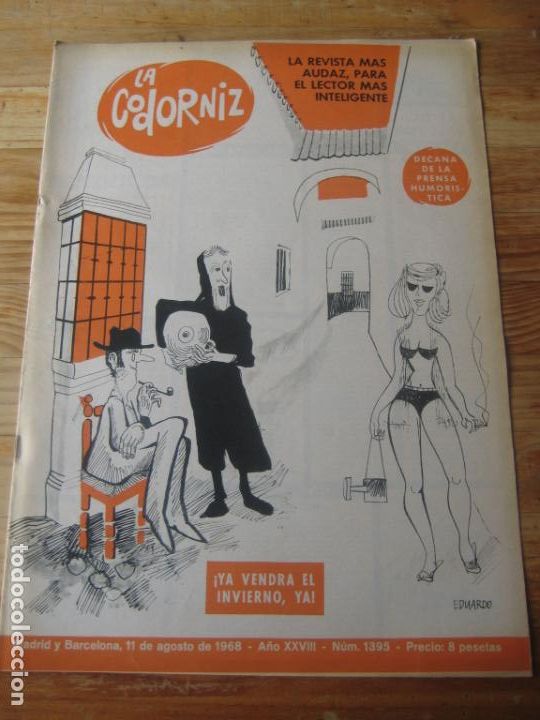 LA
CODORNIZ
LA REVISTA MAS
AUDAZ, PARA
EL LECTOR MAS
INTELIGENTE
DECANA
DE LA
PRENSA
HUMORIS-
TICA
¡YA VENDRA EL
INVIERNO, YA!
EDUARDO
adrid y Barcelona, 11 de agosto de 1968 - Año XXVIII - Núm. 1395 - Precio: 8 pesetas
todocoleccion